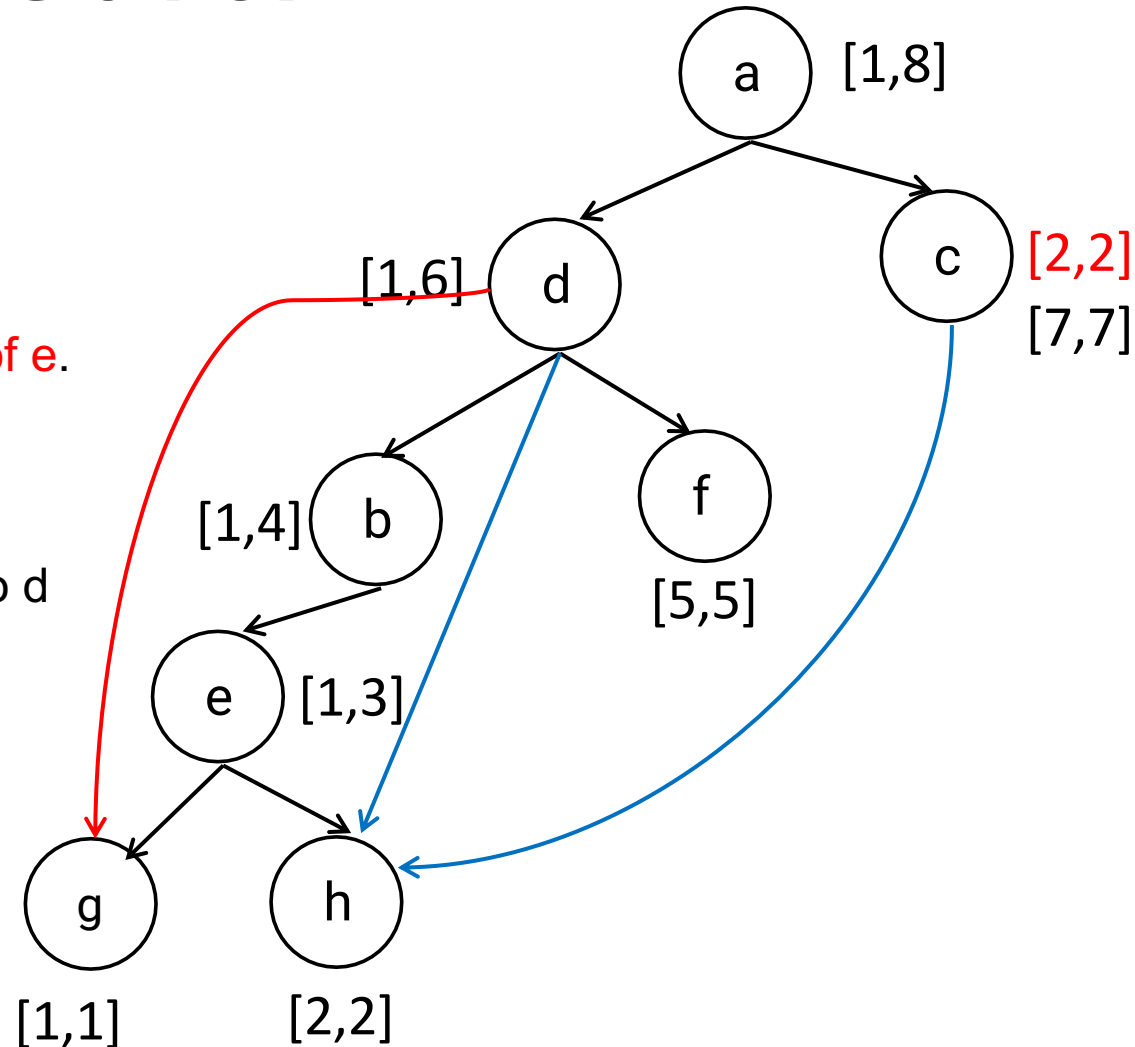 a [1,8]
c [2,2]
[1,6] d
[7,7]
of e.
f
[1,4] b
d
[5,5]
e [1,3]
g h
[1,1] [2,2]